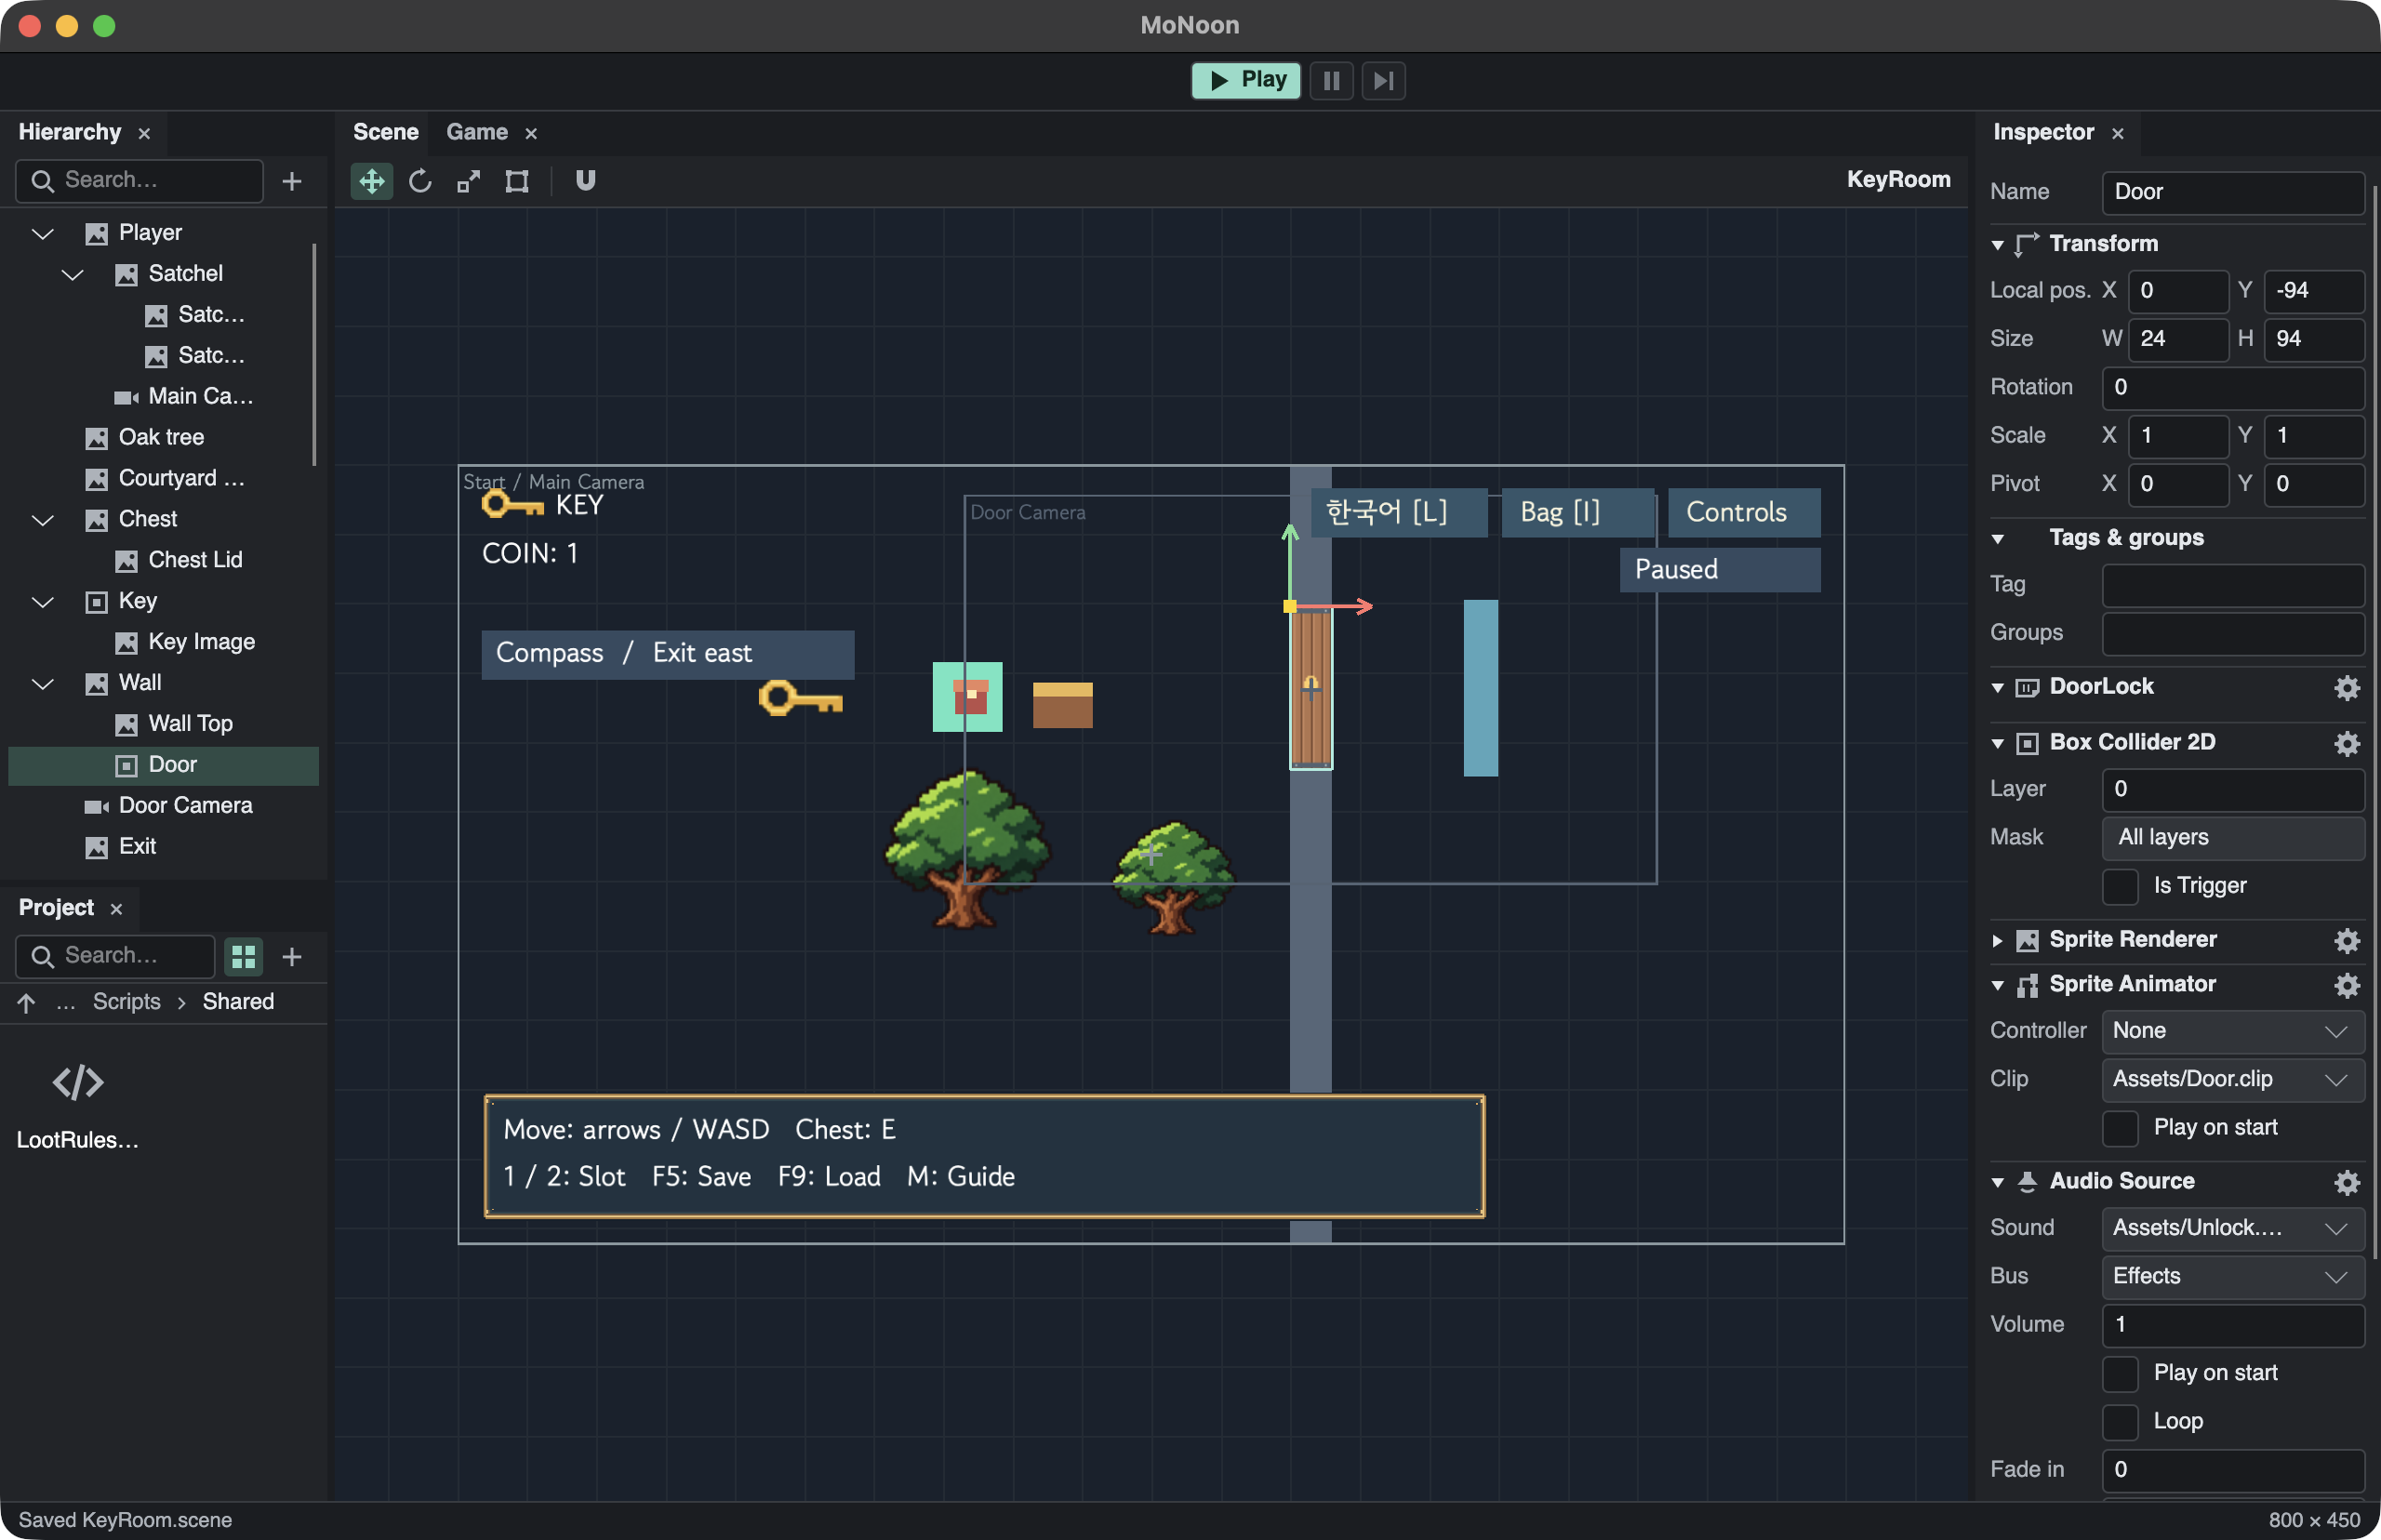 MoNoon
Play
Hierarchy
Search...
Player
Satchel
Satc...
Satc...
Main Ca...
Oak tree
Courtyard ...
Chest
Chest Lid
Key
Key Image
Wall
Wall Top
Door
Door Camera
Exit
Project
Search...
... Scripts › Shared
LootRules...
Scene Game
KeyRoom
Start / Main Camera
KEY
COIN: 1
Door Camera
한국어 [L] Bag [I] Controls
Paused
Compass / Exit east
Move: arrows / WASD Chest: E
1 / 2: Slot F5: Save F9: Load M: Guide
Inspector
Name Door
Transform
Local pos. X 0 Y -94
Size W 24 H 94
Rotation 0
Scale X 1 Y 1
Pivot X 0 Y 0
Tags & groups
Tag
Groups
DoorLock
Box Collider 2D
Layer 0
Mask All layers
Is Trigger
Sprite Renderer
Sprite Animator
Controller None
Clip Assets/Door.clip
Play on start
Audio Source
Sound Assets/Unlock....
Bus Effects
Volume 1
Play on start
Loop
Fade in 0
Saved KeyRoom.scene
800 × 450